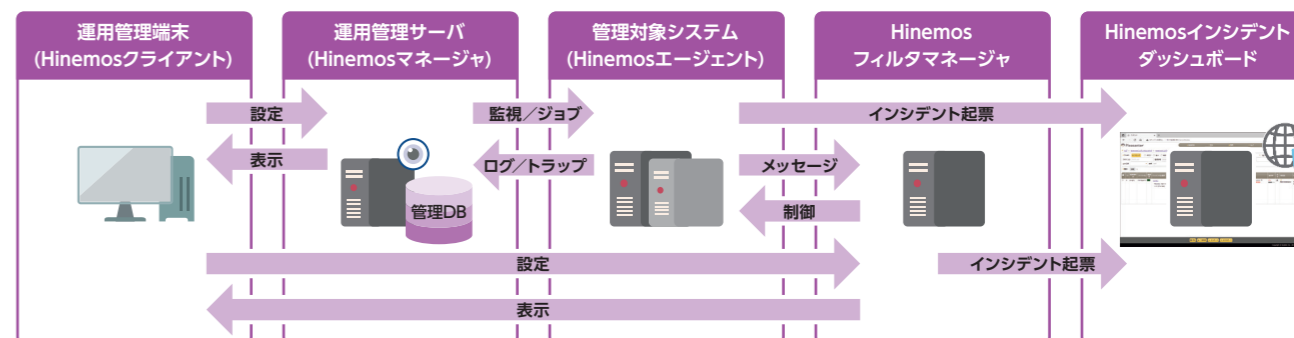 運用管理端末
(Hinemosクライアント)
運用管理サーバ
(Hinemosマネージャ)
管理対象システム
(Hinemosエージェント)
Hinemos
フィルタマネージャ
Hinemosインシデント
ダッシュボード
設定
監視／ジョブ
インシデント起票
表示
ログ／トラップ
メッセージ
管理DB
制御
設定
インシデント起票
表示